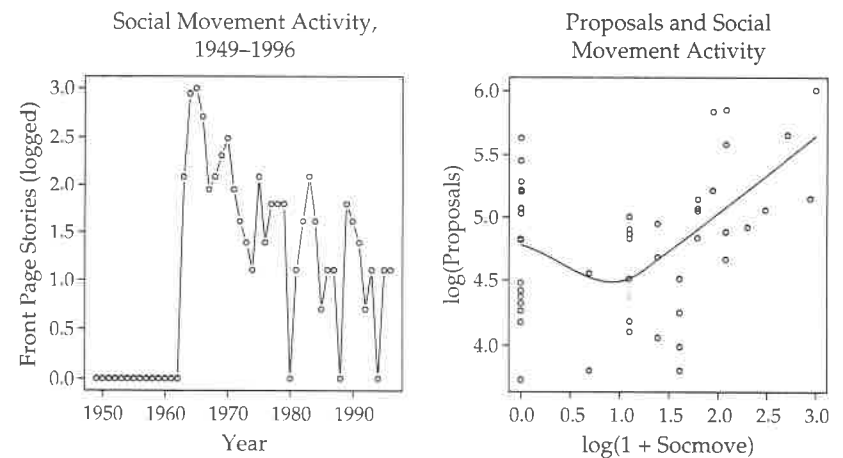 Social Movement Activity,
1949–1996
Front Page Stories (logged)
3.0
2.5
2.0
1.5
1.0
0.5
0.0
1950 1960 1970 1980 1990
Year
Proposals and Social
Movement Activity
log(Proposals)
6.0
5.5
5.0
4.5
4.0
0.0 0.5 1.0 1.5 2.0 2.5 3.0
log(1 + Socmove)